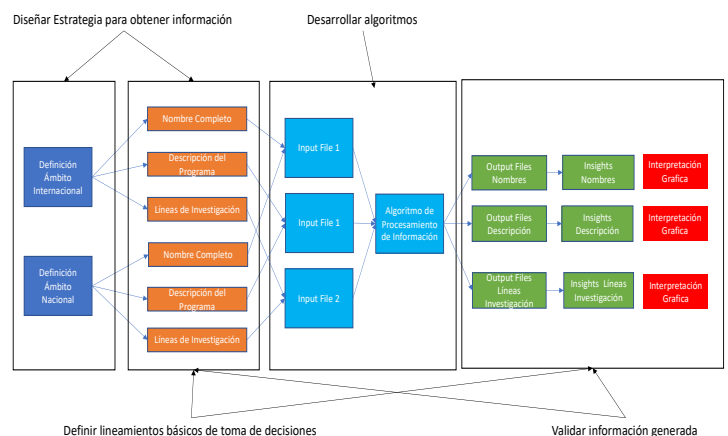 Diseñar Estrategia para obtener información
Desarrollar algoritmos
Definición
Ámbito
Internacional
Definición
Ámbito
Nacional
Nombre Completo
Descripción del
Programa
Líneas de Investigación
Nombre Completo
Descripción del
Programa
Líneas de Investigación
Input File 1
Input File 1
Input File 2
Algoritmo de
Procesamiento
de Información
Output Files
Nombres
Insights
Nombres
Interpretación
Grafica
Output Files
Descripción
Insights
Descripción
Interpretación
Grafica
Output Files
Líneas
Investigación
Insights Líneas
Investigación
Interpretación
Grafica
Definir lineamientos básicos de toma de decisiones
Validar información generada